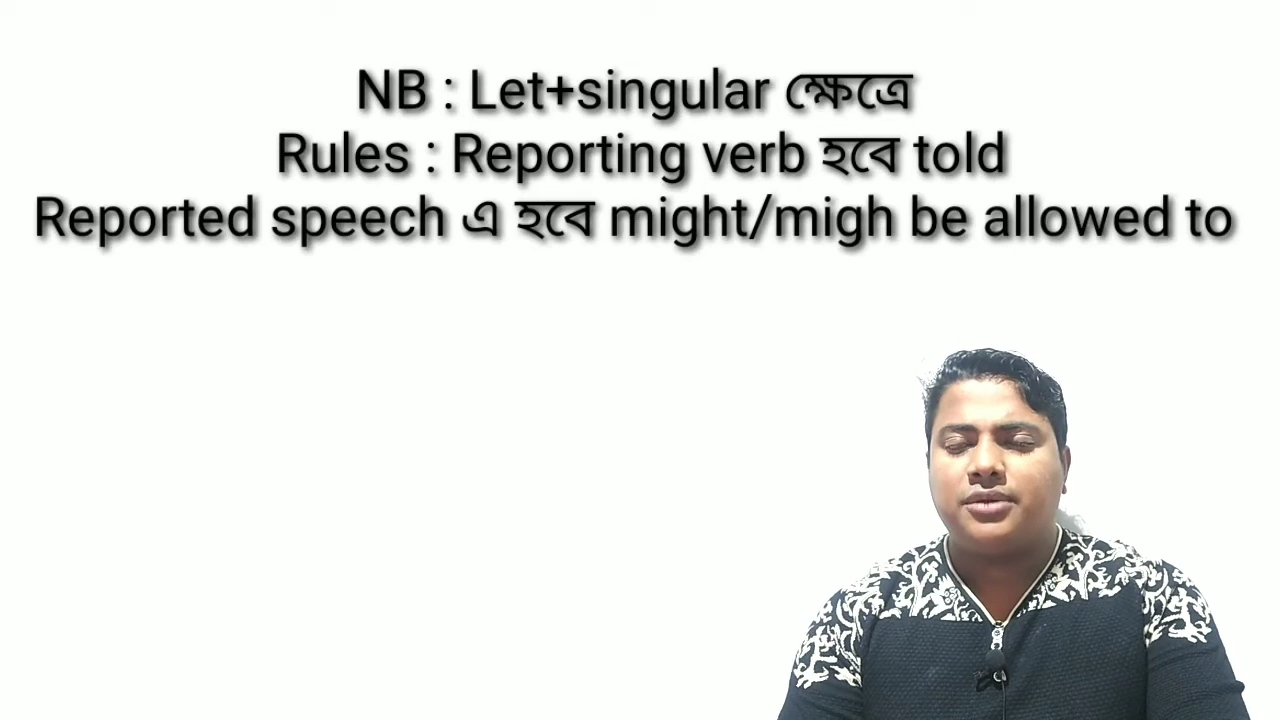 NB : Let+singular ক্ষেত্রে
Rules : Reporting verb হবে told
Reported speech এ হবে might/migh be allowed to